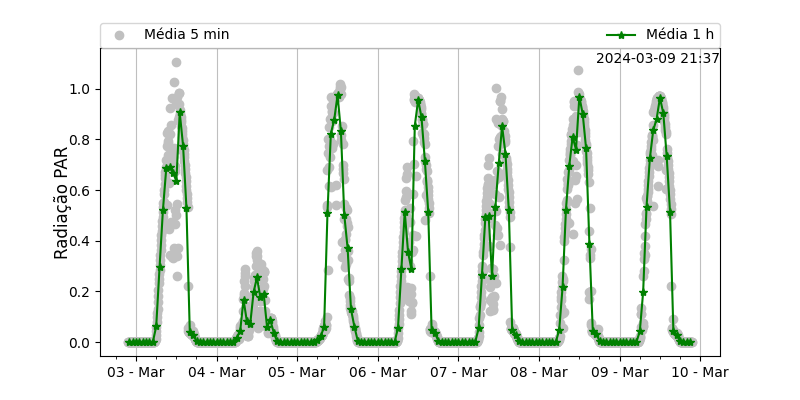 Média 5 min
Média 1 h
2024-03-09 21:37
Radiação PAR
1.0
0.8
0.6
0.4
0.2
0.0
03 - Mar
04 - Mar
05 - Mar
06 - Mar
07 - Mar
08 - Mar
09 - Mar
10 - Mar